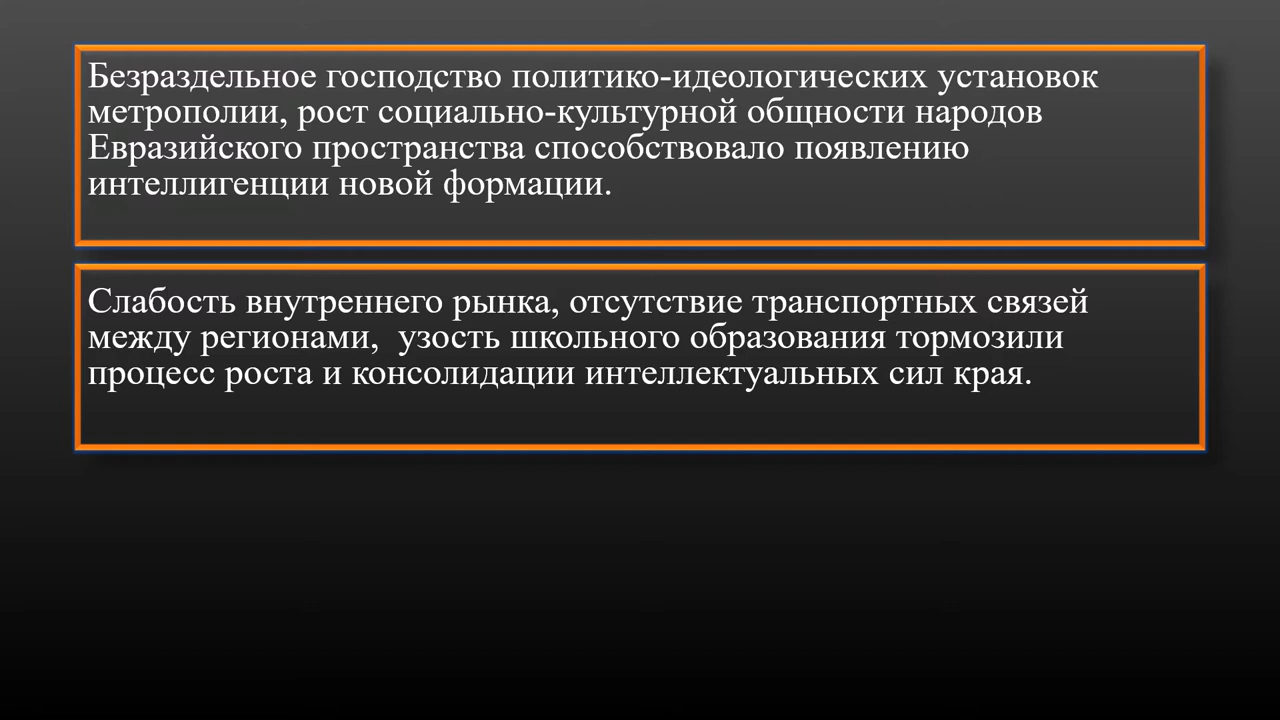 Безраздельное господство политико-идеологических установок
метрополии, рост социально-культурной общности народов
Евразийского пространства способствовало появлению
интеллигенции новой формации.
Слабость внутреннего рынка, отсутствие транспортных связей
между регионами,  узость школьного образования тормозили
процесс роста и консолидации интеллектуальных сил края.